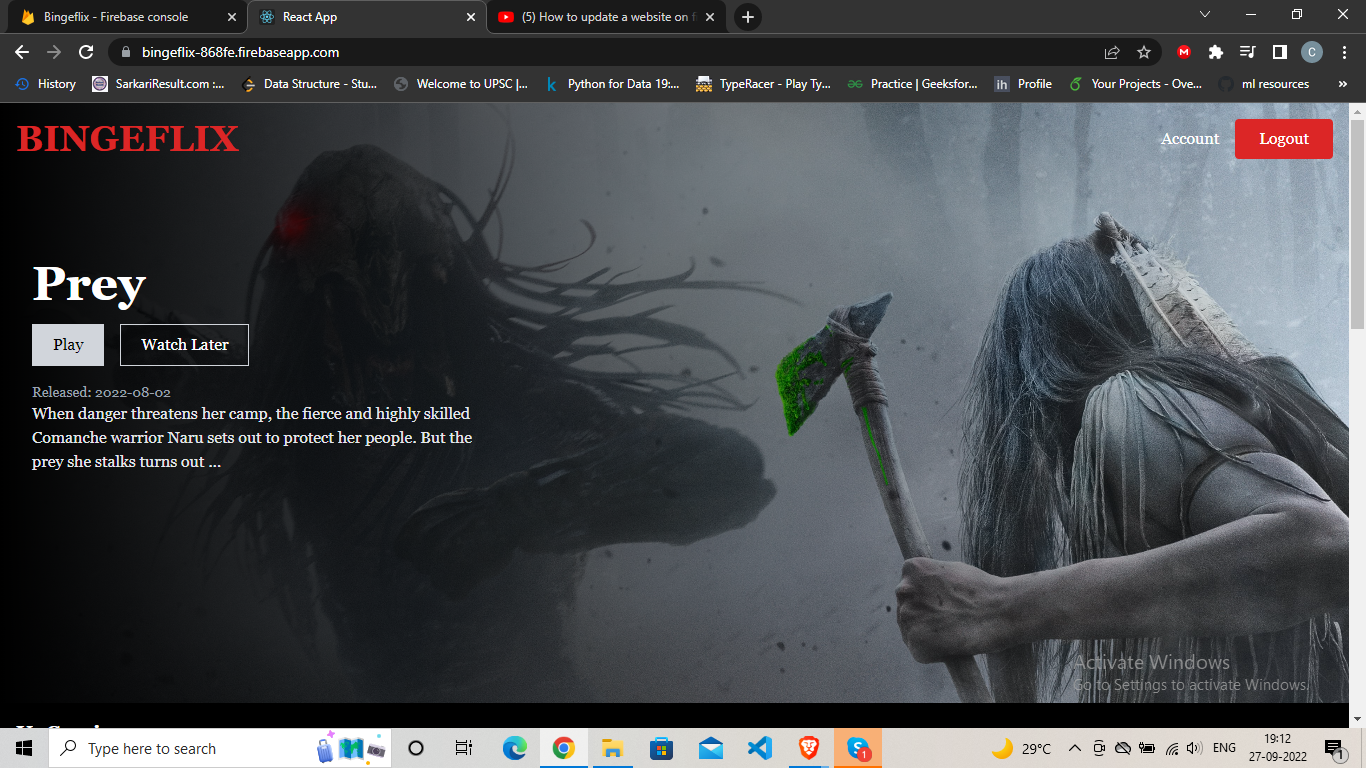 Bingeflix - Firebase console
React App
(5) How to update a website on fi
bingeflix-868fe.firebaseapp.com
C
History
SarkariResult.com :...
Data Structure - Stu...
Welcome to UPSC |...
Python for Data 19:...
TypeRacer - Play Ty...
Practice | Geeksfor...
ih Profile
Your Projects - Ove...
ml resources
BINGEFLIX
Account
Logout
Prey
Play
Watch Later
Released: 2022-08-02
When danger threatens her camp, the fierce and highly skilled
Comanche warrior Naru sets out to protect her people. But the
prey she stalks turns out ...
Activate Windows
Go to Settings to activate Windows.
Type here to search
1
29°C
ENG
19:12
27-09-2022
1